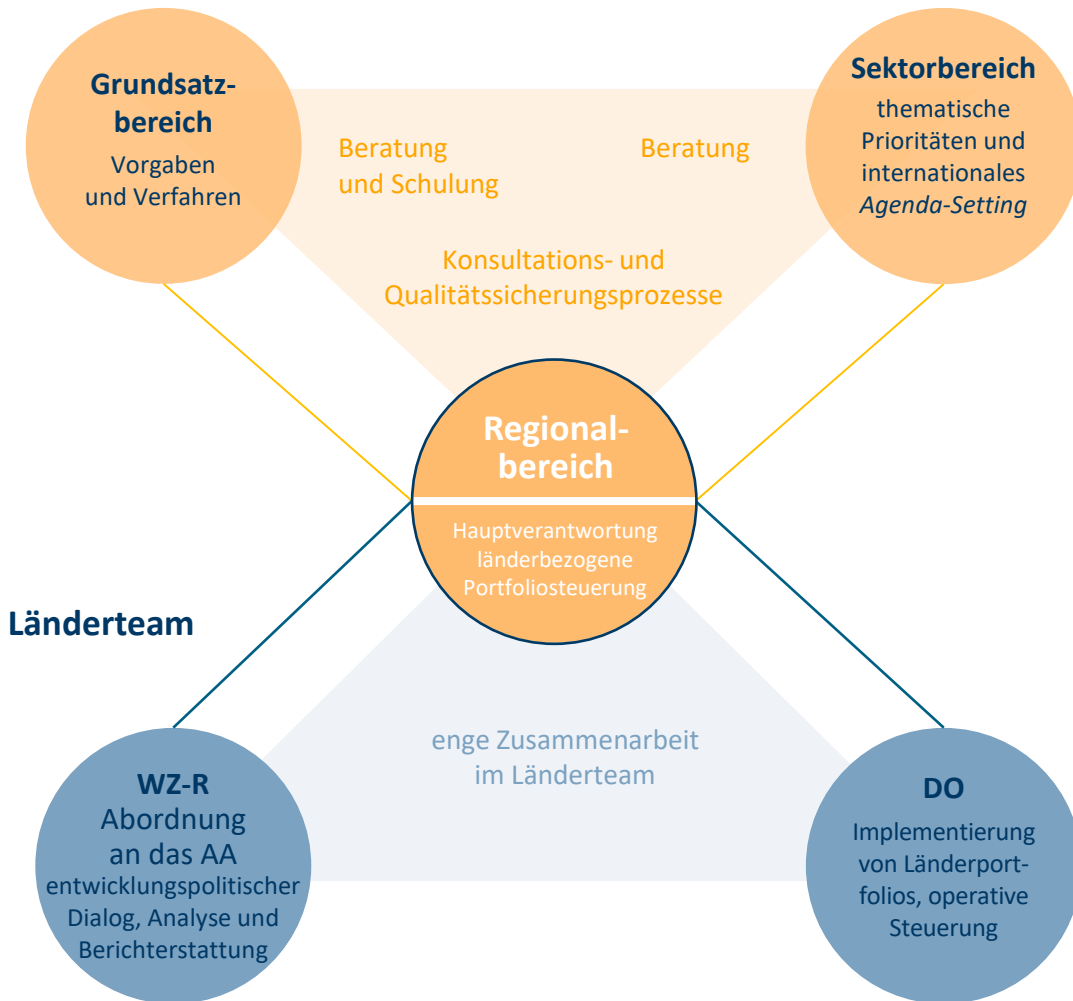 Grundsatz-
bereich
Vorgaben
und Verfahren
Sektorbereich
thematische
Prioritäten und
internationales
Agenda-Setting
Beratung
und Schulung
Beratung
Konsultations- und
Qualitätssicherungsprozesse
Regional-
bereich
Hauptverantwortung
länderbezogene
Portfoliosteuerung
Länderteam
enge Zusammenarbeit
im Länderteam
WZ-R
Abordnung
an das AA
entwicklungspolitischer
Dialog, Analyse und
Berichterstattung
DO
Implementierung
von Länderport-
folios, operative
Steuerung